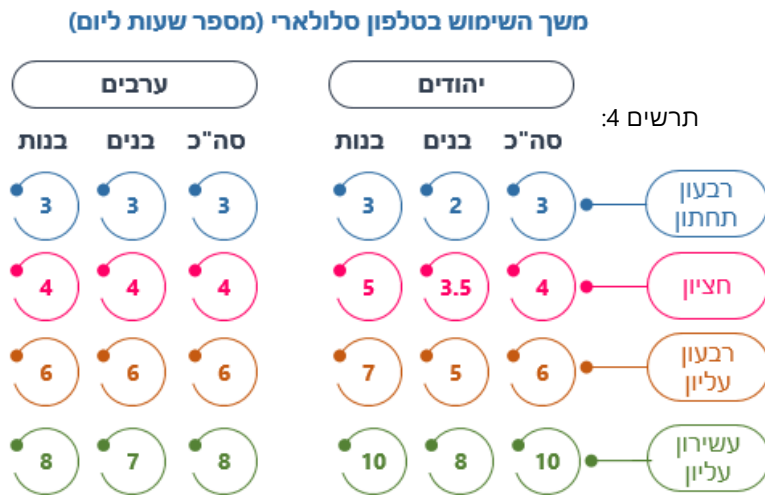 משך השימוש בטלפון סלולארי (מספר שעות ליום)
תרשים 4:
יהודים ערבים
סה"כ בנים בנות סה"כ בנים בנות
רבעון תחתון 3 2 3 3 3 3
חציון 4 3.5 5 4 4 4
רבעון עליון 6 5 7 6 6 6
עשירון עליון 10 8 10 8 7 8